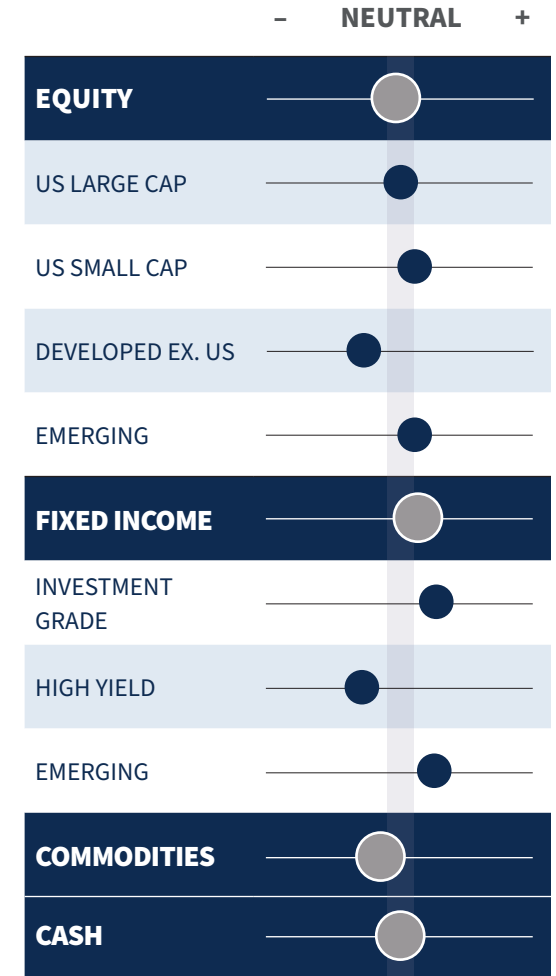 – NEUTRAL +
EQUITY
US LARGE CAP
US SMALL CAP
DEVELOPED EX. US
EMERGING
FIXED INCOME
INVESTMENT
GRADE
HIGH YIELD
EMERGING
COMMODITIES
CASH